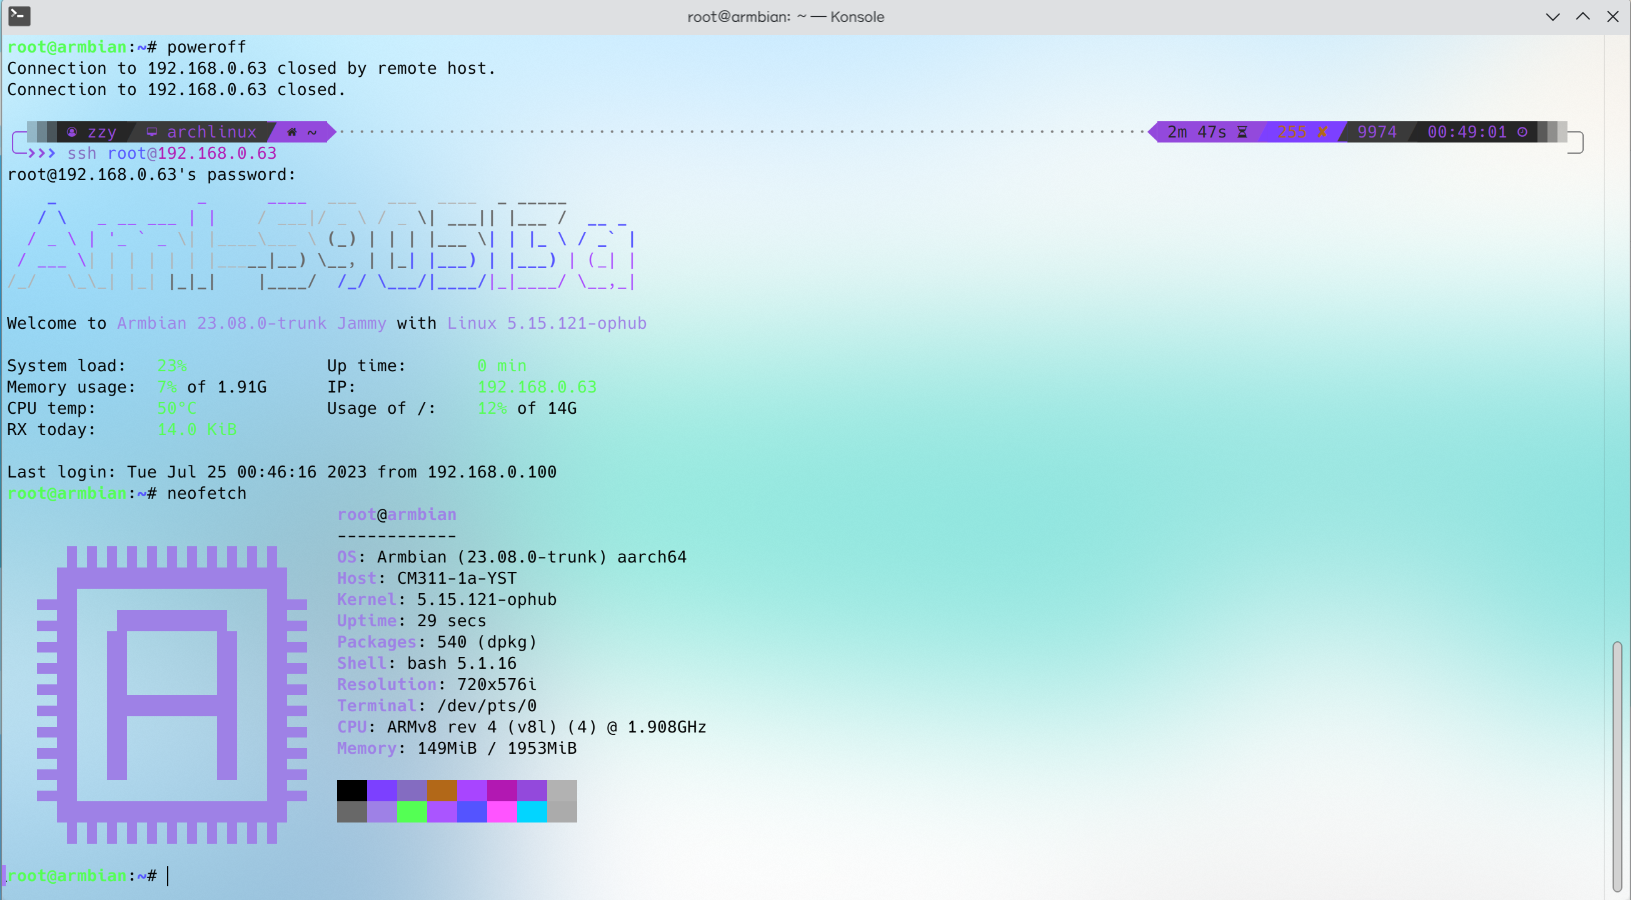 root@armbian: ~ — Konsole
root@armbian:~# poweroff
Connection to 192.168.0.63 closed by remote host.
Connection to 192.168.0.63 closed.
zzy archlinux ~ 2m 47s 255 ✘ 9974 00:49:01
>>> ssh root@192.168.0.63
root@192.168.0.63's password:
Welcome to Armbian 23.08.0-trunk Jammy with Linux 5.15.121-ophub
System load: 23% Up time: 0 min
Memory usage: 7% of 1.91G IP: 192.168.0.63
CPU temp: 50°C Usage of /: 12% of 14G
RX today: 14.0 KiB
Last login: Tue Jul 25 00:46:16 2023 from 192.168.0.100
root@armbian:~# neofetch
root@armbian
------------
OS: Armbian (23.08.0-trunk) aarch64
Host: CM311-1a-YST
Kernel: 5.15.121-ophub
Uptime: 29 secs
Packages: 540 (dpkg)
Shell: bash 5.1.16
Resolution: 720x576i
Terminal: /dev/pts/0
CPU: ARMv8 rev 4 (v8l) (4) @ 1.908GHz
Memory: 149MiB / 1953MiB
root@armbian:~#